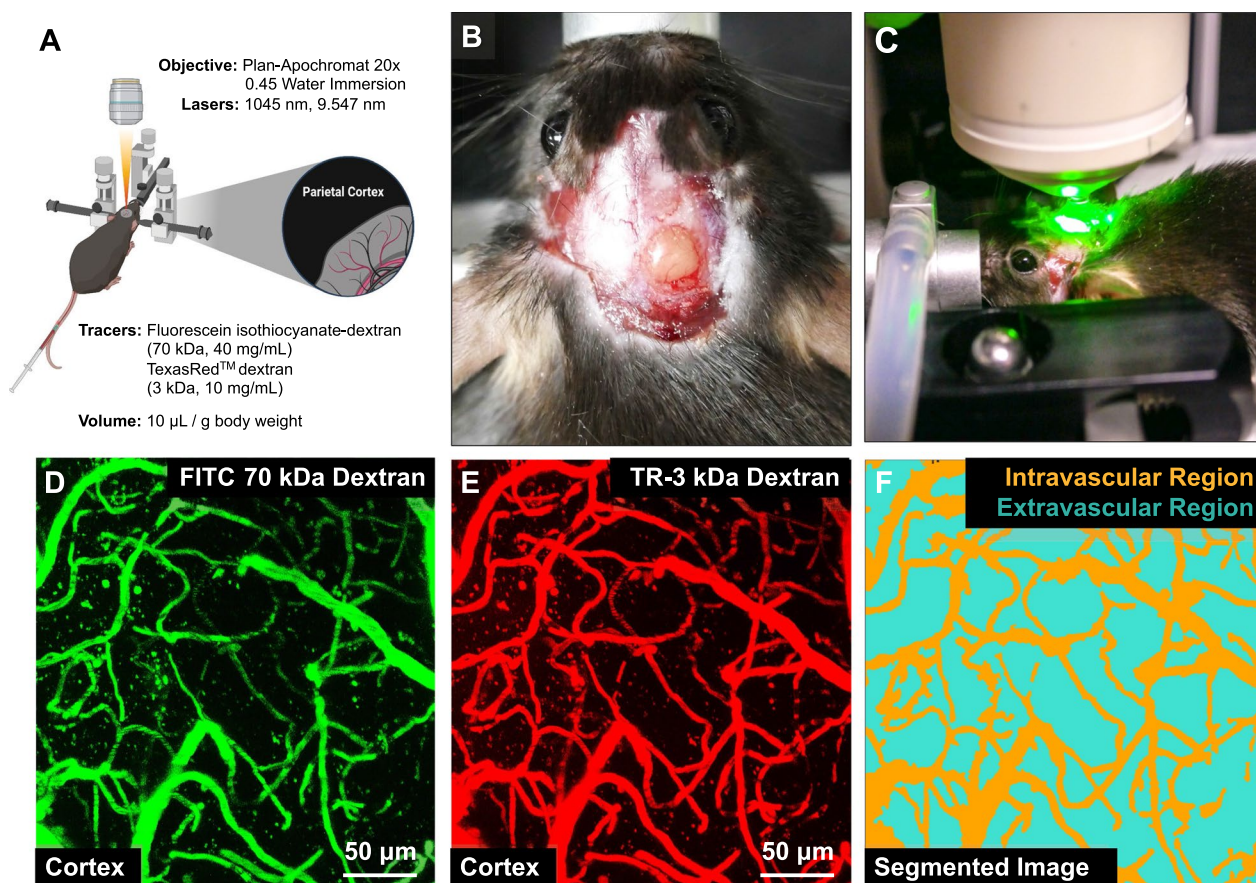 A
Objective: Plan-Apochromat 20x
0.45 Water Immersion
Lasers: 1045 nm, 9.547 nm
Parietal Cortex
Tracers: Fluorescein isothiocyanate-dextran
(70 kDa, 40 mg/mL)
TexasRed™ dextran
(3 kDa, 10 mg/mL)
Volume: 10 µL / g body weight
B
C
D
FITC 70 kDa Dextran
Cortex
50 µm
E
TR-3 kDa Dextran
Cortex
50 µm
F
Intravascular Region
Extravascular Region
Segmented Image